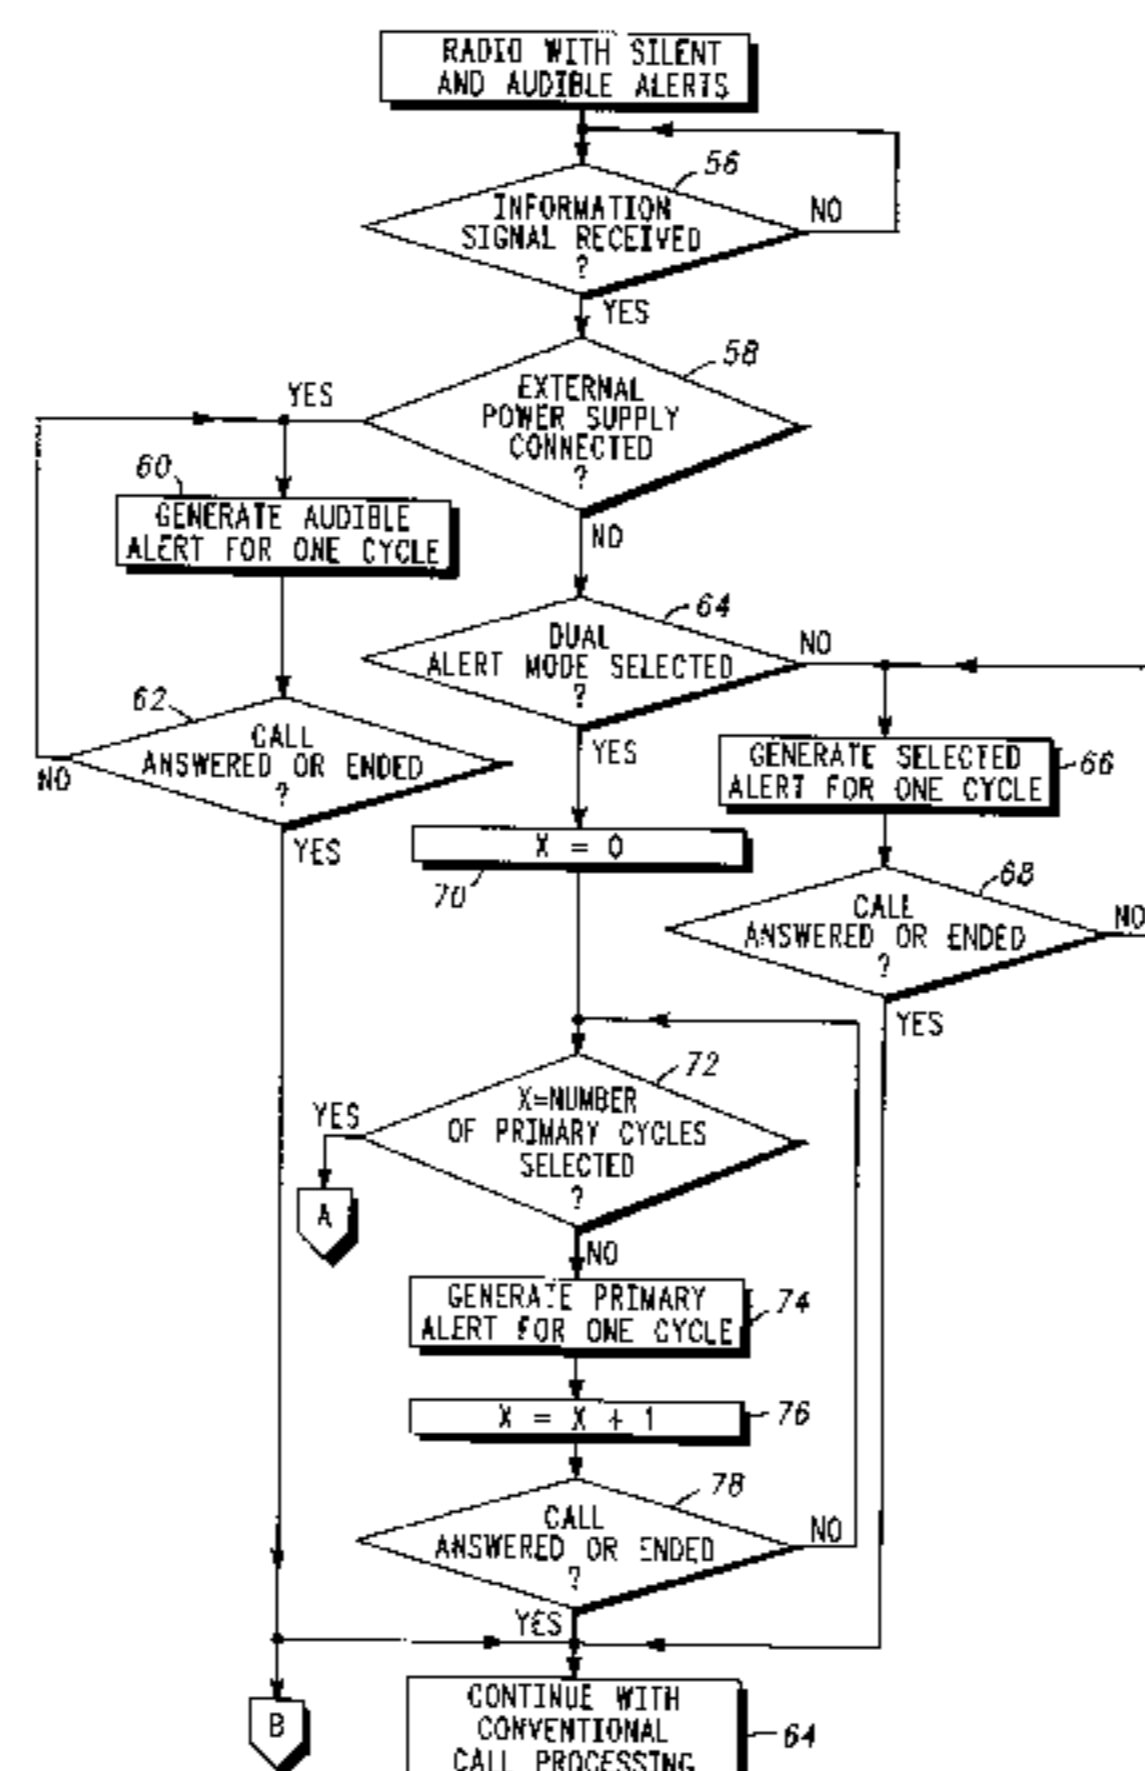 RADIO WITH SILENT
AND AUDIBLE ALERTS
56
INFORMATION
SIGNAL RECEIVED
?
NO
YES
58
EXTERNAL
POWER SUPPLY
CONNECTED
?
YES
NO
60
GENERATE AUDIBLE
ALERT FOR ONE CYCLE
64
DUAL
ALERT MODE SELECTED
?
NO
YES
62
CALL
ANSWERED OR ENDED
?
NO
YES
GENERATE SELECTED
ALERT FOR ONE CYCLE
66
X = 0
70
68
CALL
ANSWERED OR ENDED
?
NO
YES
72
X=NUMBER
OF PRIMARY CYCLES
SELECTED
?
YES
A
NO
GENERATE PRIMARY
ALERT FOR ONE CYCLE
74
X = X + 1
76
78
CALL
ANSWERED OR ENDED
?
NO
YES
B
CONTINUE WITH
CONVENTIONAL
CALL PROCESSING
64